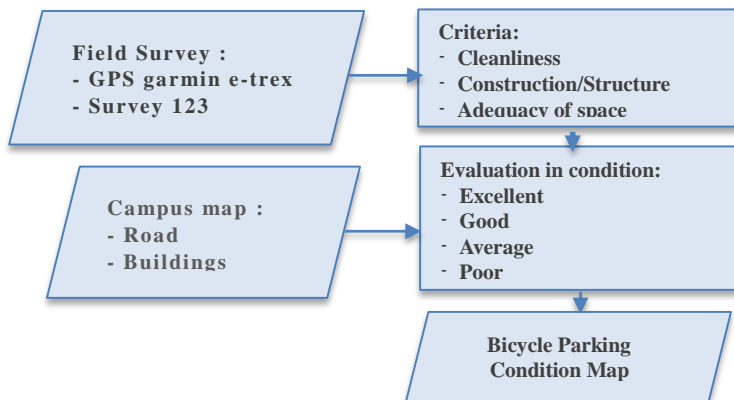 Field Survey :
- GPS garmin e-trex
- Survey 123
Criteria:
- Cleanliness
- Construction/Structure
- Adequacy of space
Campus map :
- Road
- Buildings
Evaluation in condition:
- Excellent
- Good
- Average
- Poor
Bicycle Parking
Condition Map